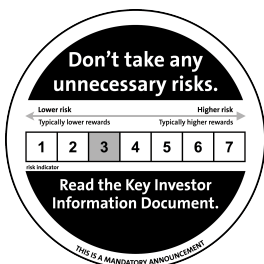 Don’t take any
unnecessary risks.
Lower risk Higher risk
Typically lower rewards Typically higher rewards
1 2 3 4 5 6 7
risk indicator
Read the Key Investor
Information Document.
THIS IS A MANDATORY ANNOUNCEMENT